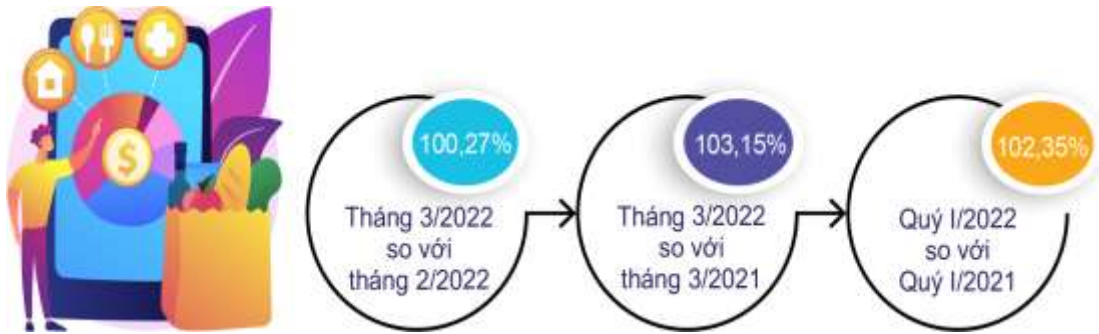 100,27%
Tháng 3/2022
so với
tháng 2/2022
103,15%
Tháng 3/2022
so với
tháng 3/2021
102,35%
Quý I/2022
so với
Quý I/2021
$